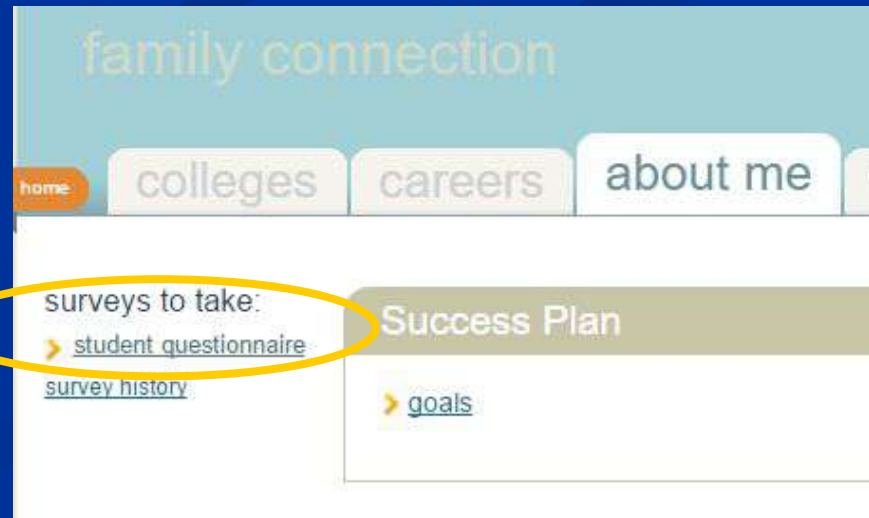 family connection
home colleges careers about me
surveys to take:
student questionnaire
survey history
Success Plan
goals